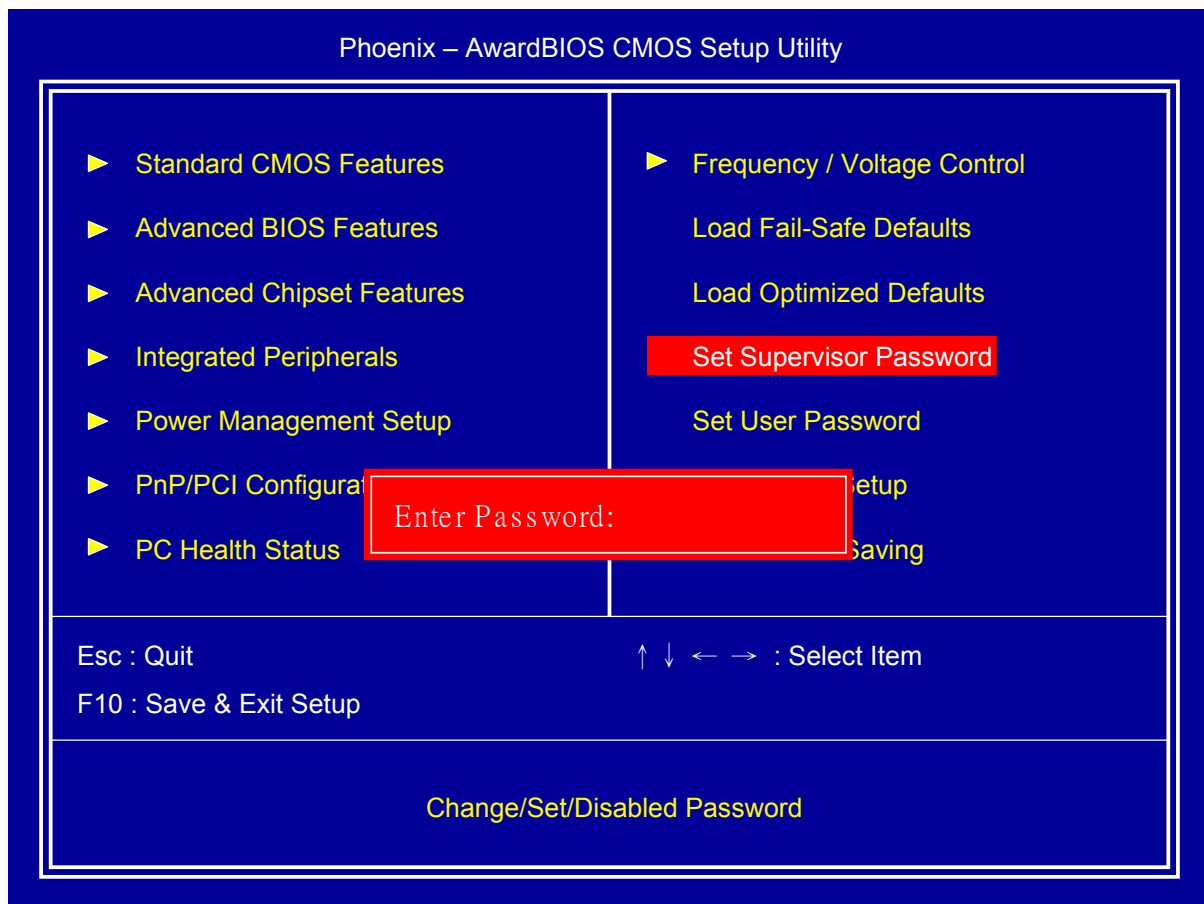 Phoenix – AwardBIOS CMOS Setup Utility
Standard CMOS Features
Advanced BIOS Features
Advanced Chipset Features
Integrated Peripherals
Power Management Setup
PnP/PCI Configurat
PC Health Status
Frequency / Voltage Control
Load Fail-Safe Defaults
Load Optimized Defaults
Set Supervisor Password
Set User Password
Setup
Saving
Enter Password:
Esc : Quit
↑ ↓ ← → : Select Item
F10 : Save & Exit Setup
Change/Set/Disabled Password